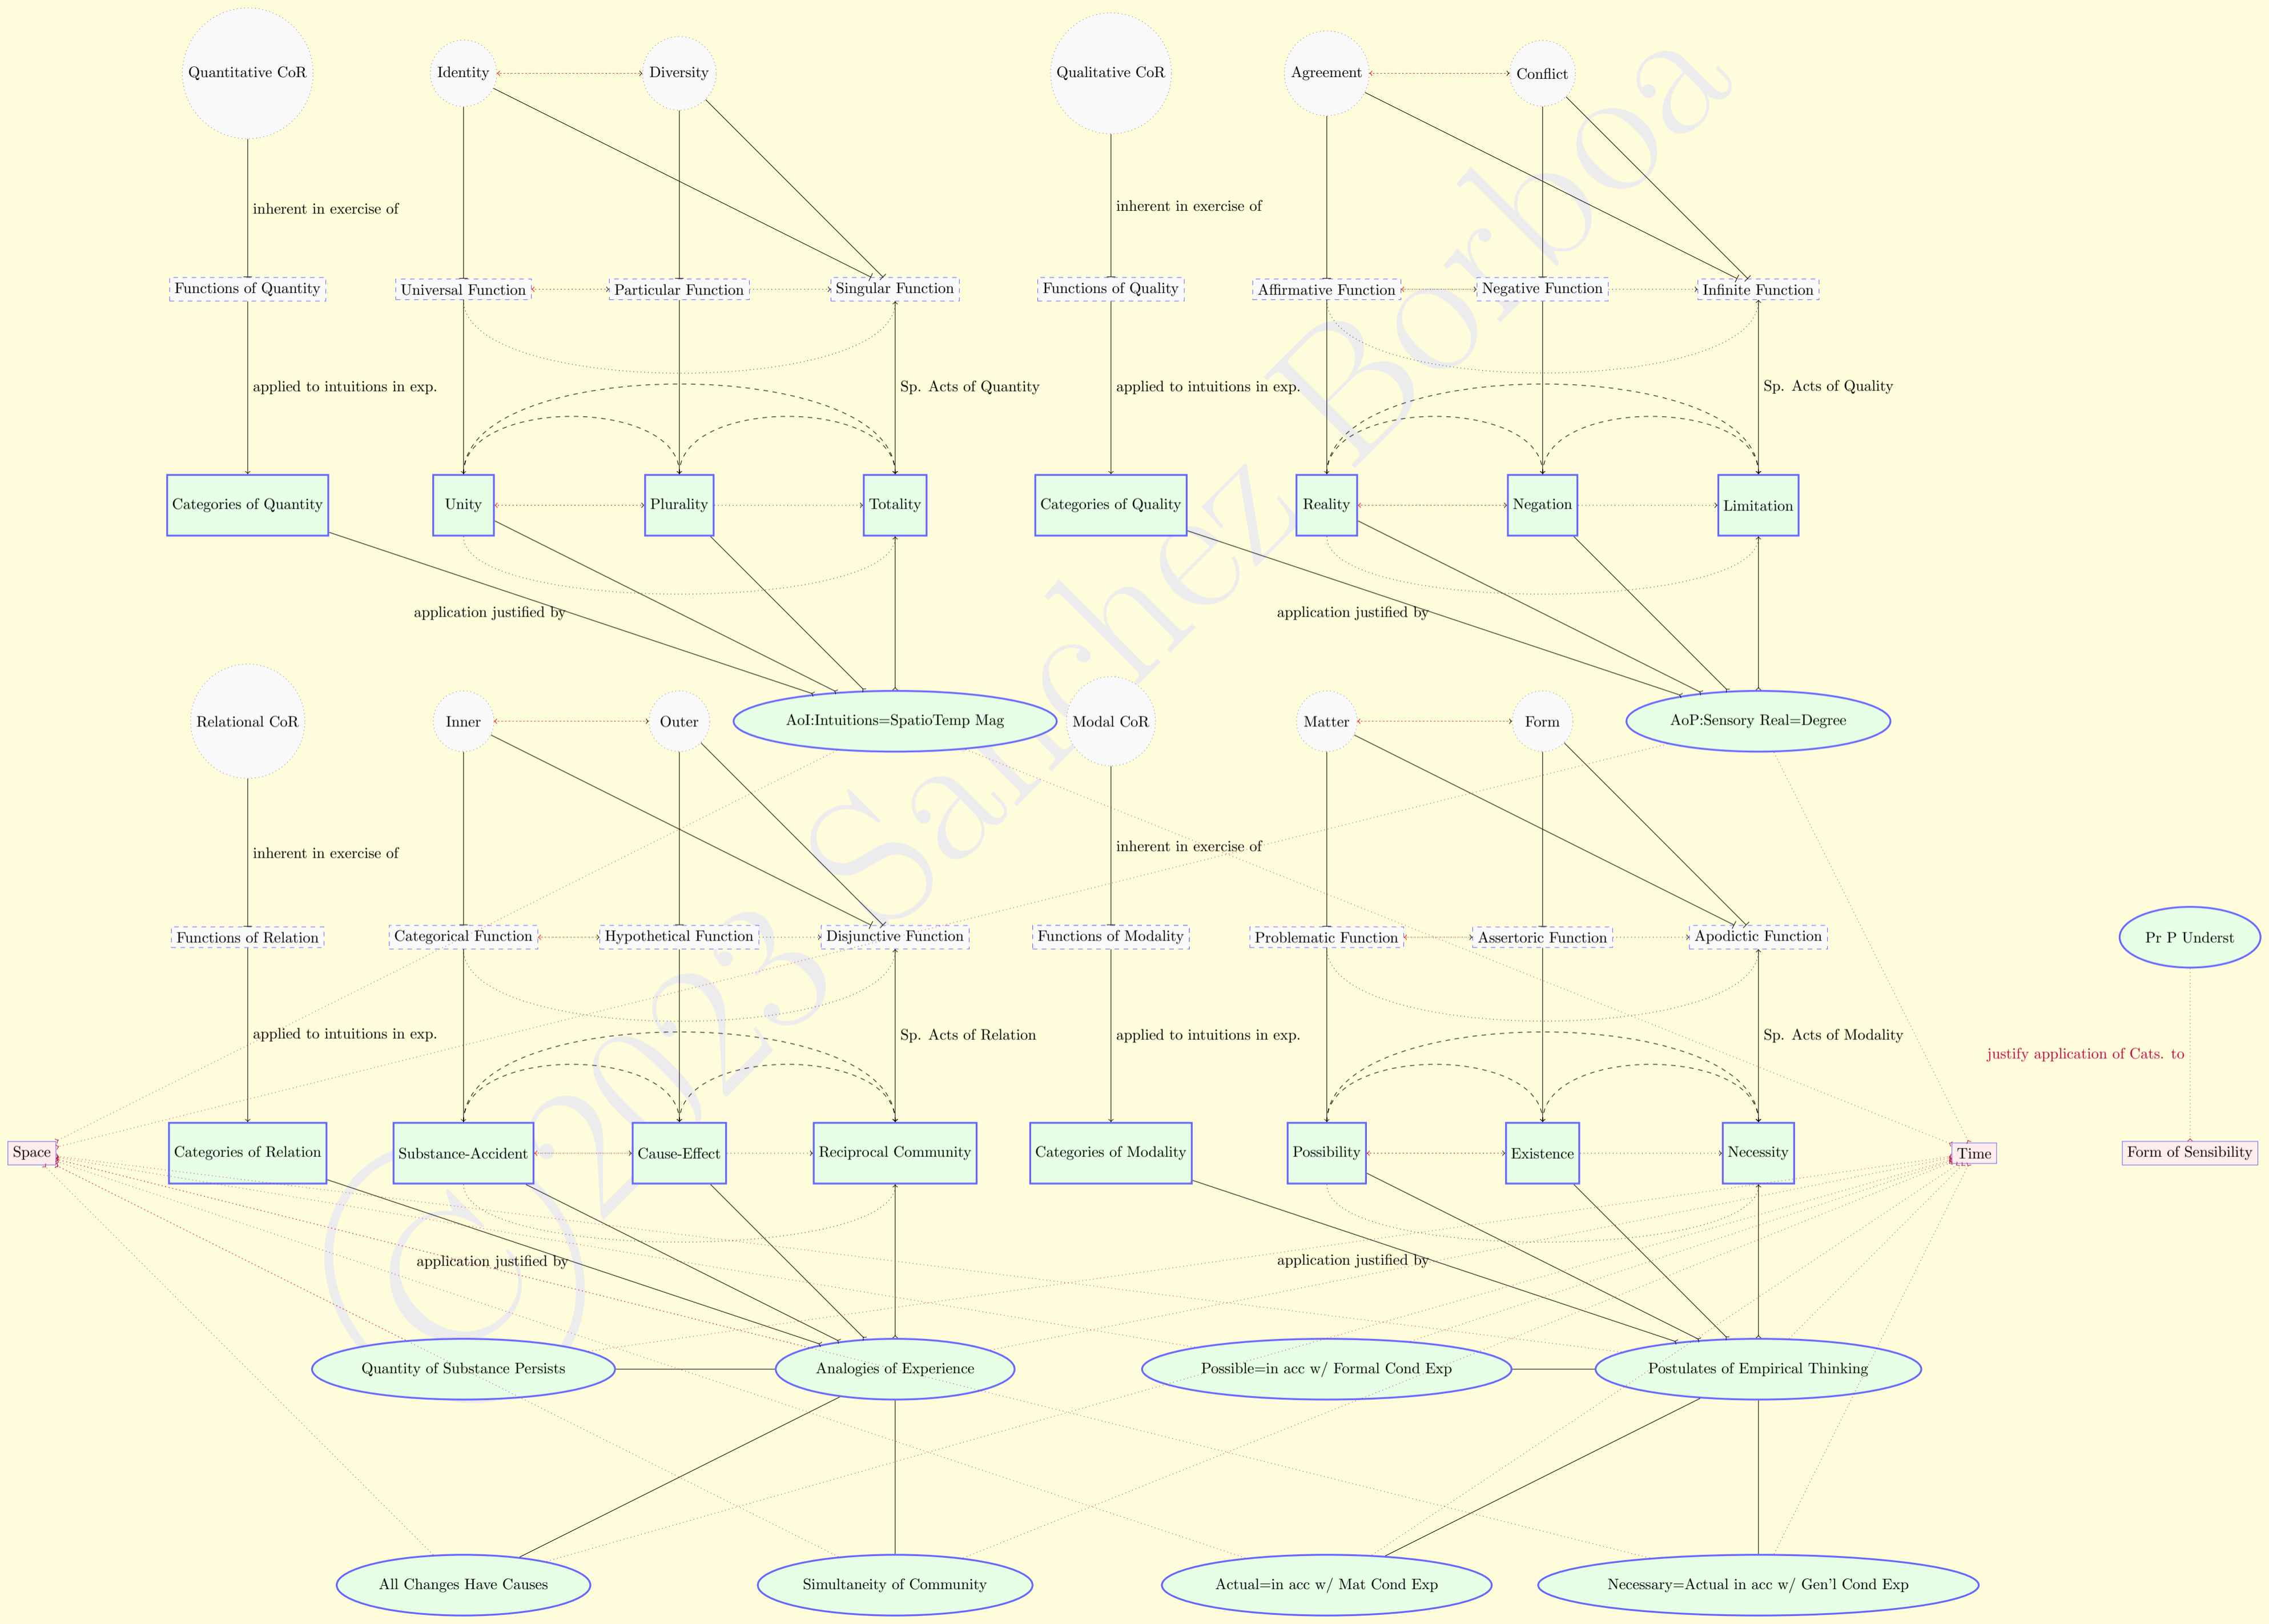 Quantitative CoR
Identity
Diversity
Qualitative CoR
Agreement
Conflict
inherent in exercise of
inherent in exercise of
Functions of Quantity
Universal Function
Particular Function
Singular Function
Functions of Quality
Affirmative Function
Negative Function
Infinite Function
applied to intuitions in exp.
Sp. Acts of Quantity
applied to intuitions in exp.
Sp. Acts of Quality
Categories of Quantity
Unity
Plurality
Totality
Categories of Quality
Reality
Negation
Limitation
application justified by
application justified by
Relational CoR
Inner
Outer
AoI:Intuitions=SpatioTemp Mag
Modal CoR
Matter
Form
AoP:Sensory Real=Degree
inherent in exercise of
inherent in exercise of
Functions of Relation
Categorical Function
Hypothetical Function
Disjunctive Function
Functions of Modality
Problematic Function
Assertoric Function
Apodictic Function
Pr P Underst
applied to intuitions in exp.
Sp. Acts of Relation
applied to intuitions in exp.
Sp. Acts of Modality
justify application of Cats. to
Space
Categories of Relation
Substance-Accident
Cause-Effect
Reciprocal Community
Categories of Modality
Possibility
Existence
Necessity
Time
Form of Sensibility
application justified by
application justified by
Quantity of Substance Persists
Analogies of Experience
Possible=in acc w/ Formal Cond Exp
Postulates of Empirical Thinking
All Changes Have Causes
Simultaneity of Community
Actual=in acc w/ Mat Cond Exp
Necessary=Actual in acc w/ Gen'l Cond Exp
©2023 Sanchez Borboa